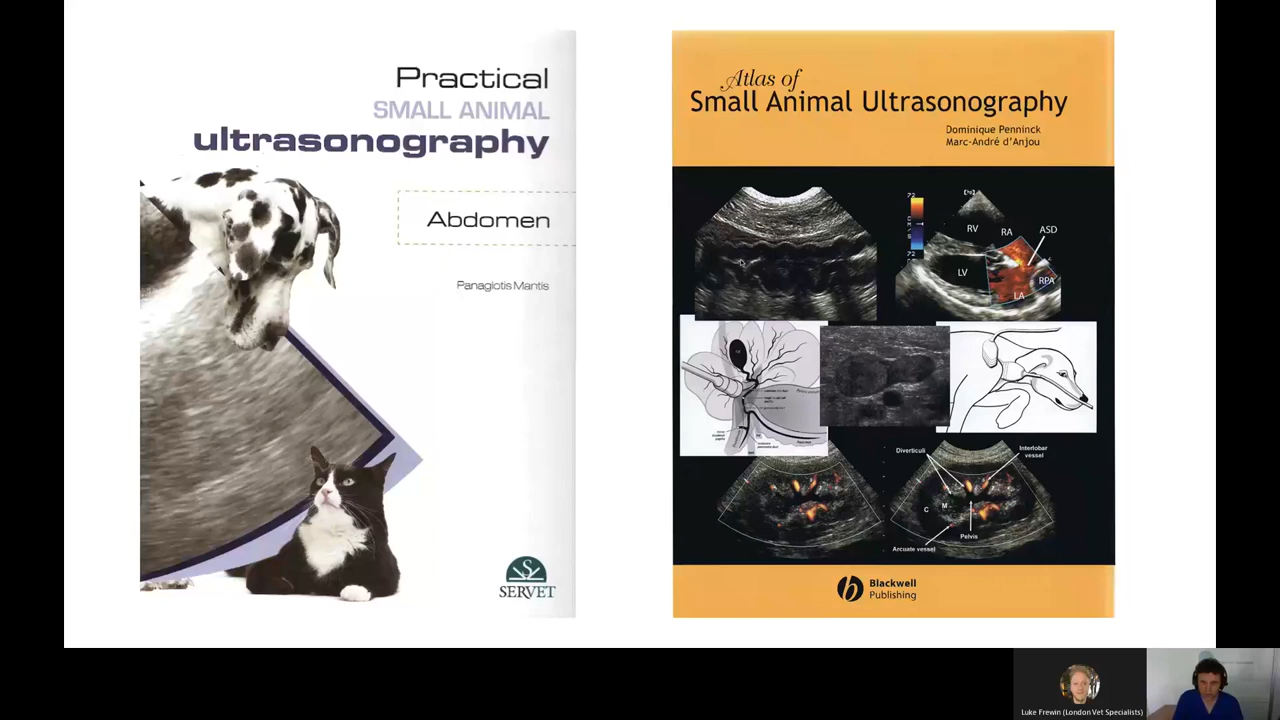 Practical
SMALL ANIMAL
ultrasonography
Abdomen
Panagiotis Mantis
S
SERVET
Atlas of
Small Animal Ultrasonography
Dominique Penninck
Marc-André d'Anjou
RV
RA
ASD
LV
RPA
LA
Diverticuli
Interlobar
vessel
C
M
Pelvis
Arcuate vessel
b
Blackwell
Publishing
Luke Frewin (London Vet Specialists)